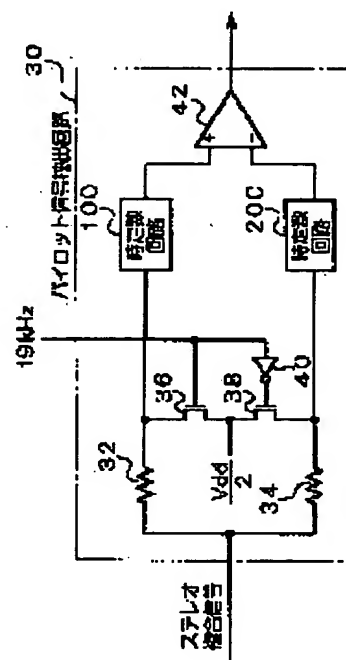 パイロット信号検出回路 30
19kHz
100
時定数
回路
42
+
-
32
36
38
40
Vdd
2
34
200
時定数
回路
ステレオ
複合信号